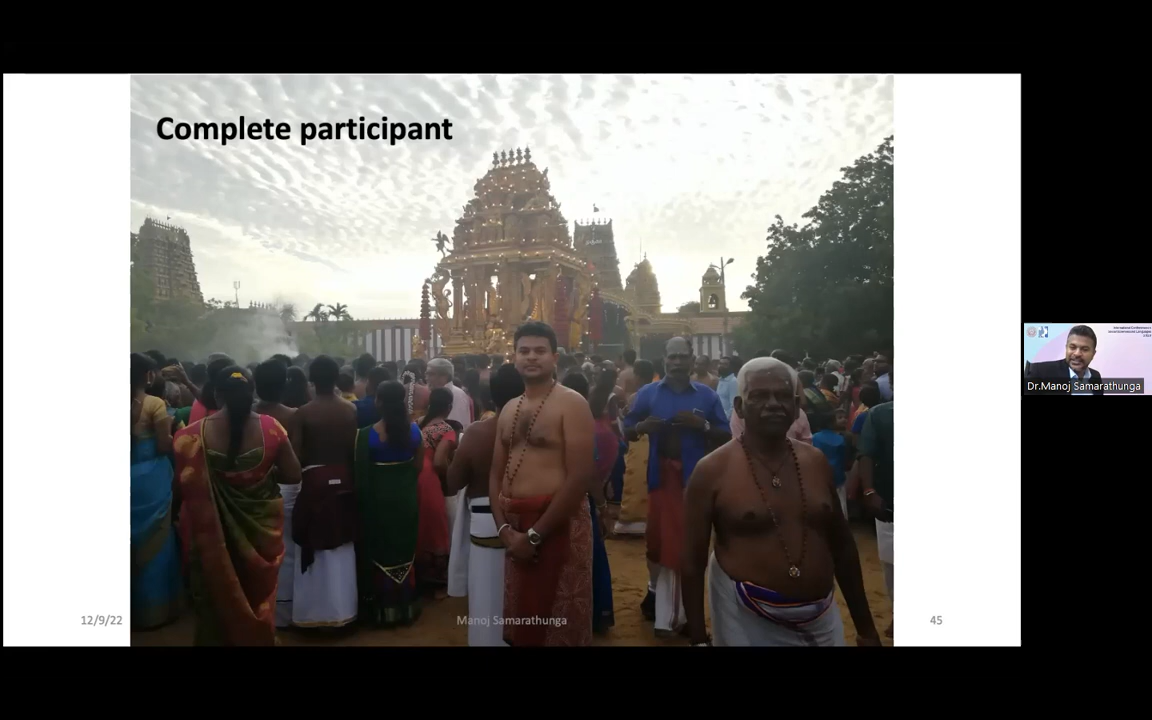 Complete participant
12/9/22
Manoj Samarathunga
45
Dr.Manoj Samarathunga